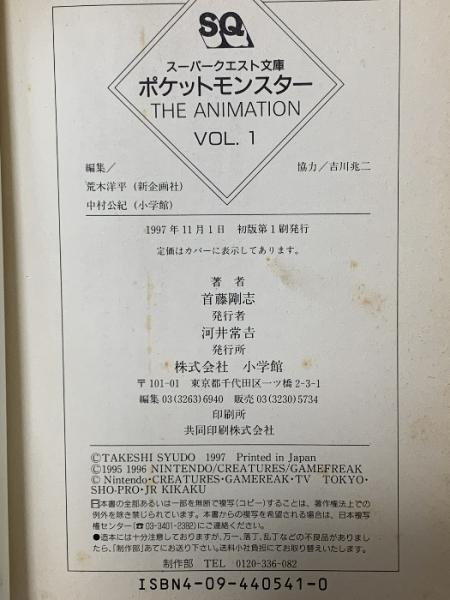 SQ
スーパークエスト文庫
ポケットモンスター
THE ANIMATION
VOL. 1
編集／
協力／吉川兆二
荒木洋平（新企画社）
中村公紀（小学館）
1997年11月1日 初版第1刷発行
定価はカバーに表示してあります。
著者
首藤剛志
発行者
河井常𠮷
発行所
株式会社 小学館
〒101-01 東京都千代田区一ツ橋2-3-1
編集 03(3263)6940 販売 03(3230)5734
印刷所
共同印刷株式会社
©TAKESHI SYUDO 1997 Printed in Japan
©1995 1996 NINTENDO/CREATURES/GAMEFREAK
© Nintendo・CREATURES・GAMEREAK・TV TOKYO・
SHO-PRO・JR KIKAKU
日本書の全部あるいは一部を無断で複写(コピー)することは、著作権法上での
例外を除き禁じられています。本書からの複写を希望される場合は、日本複写
権センター(☎03-3401-2382)にご連絡ください。
●造本には十分注意しておりますが、万一、落丁、乱丁などの不良品がありまし
たら、「制作部」あてにお送り下さい。送料小社負担にてお取り替えいたします。
制作部 TEL 0120-336-082
ISBN4-09-440541-0